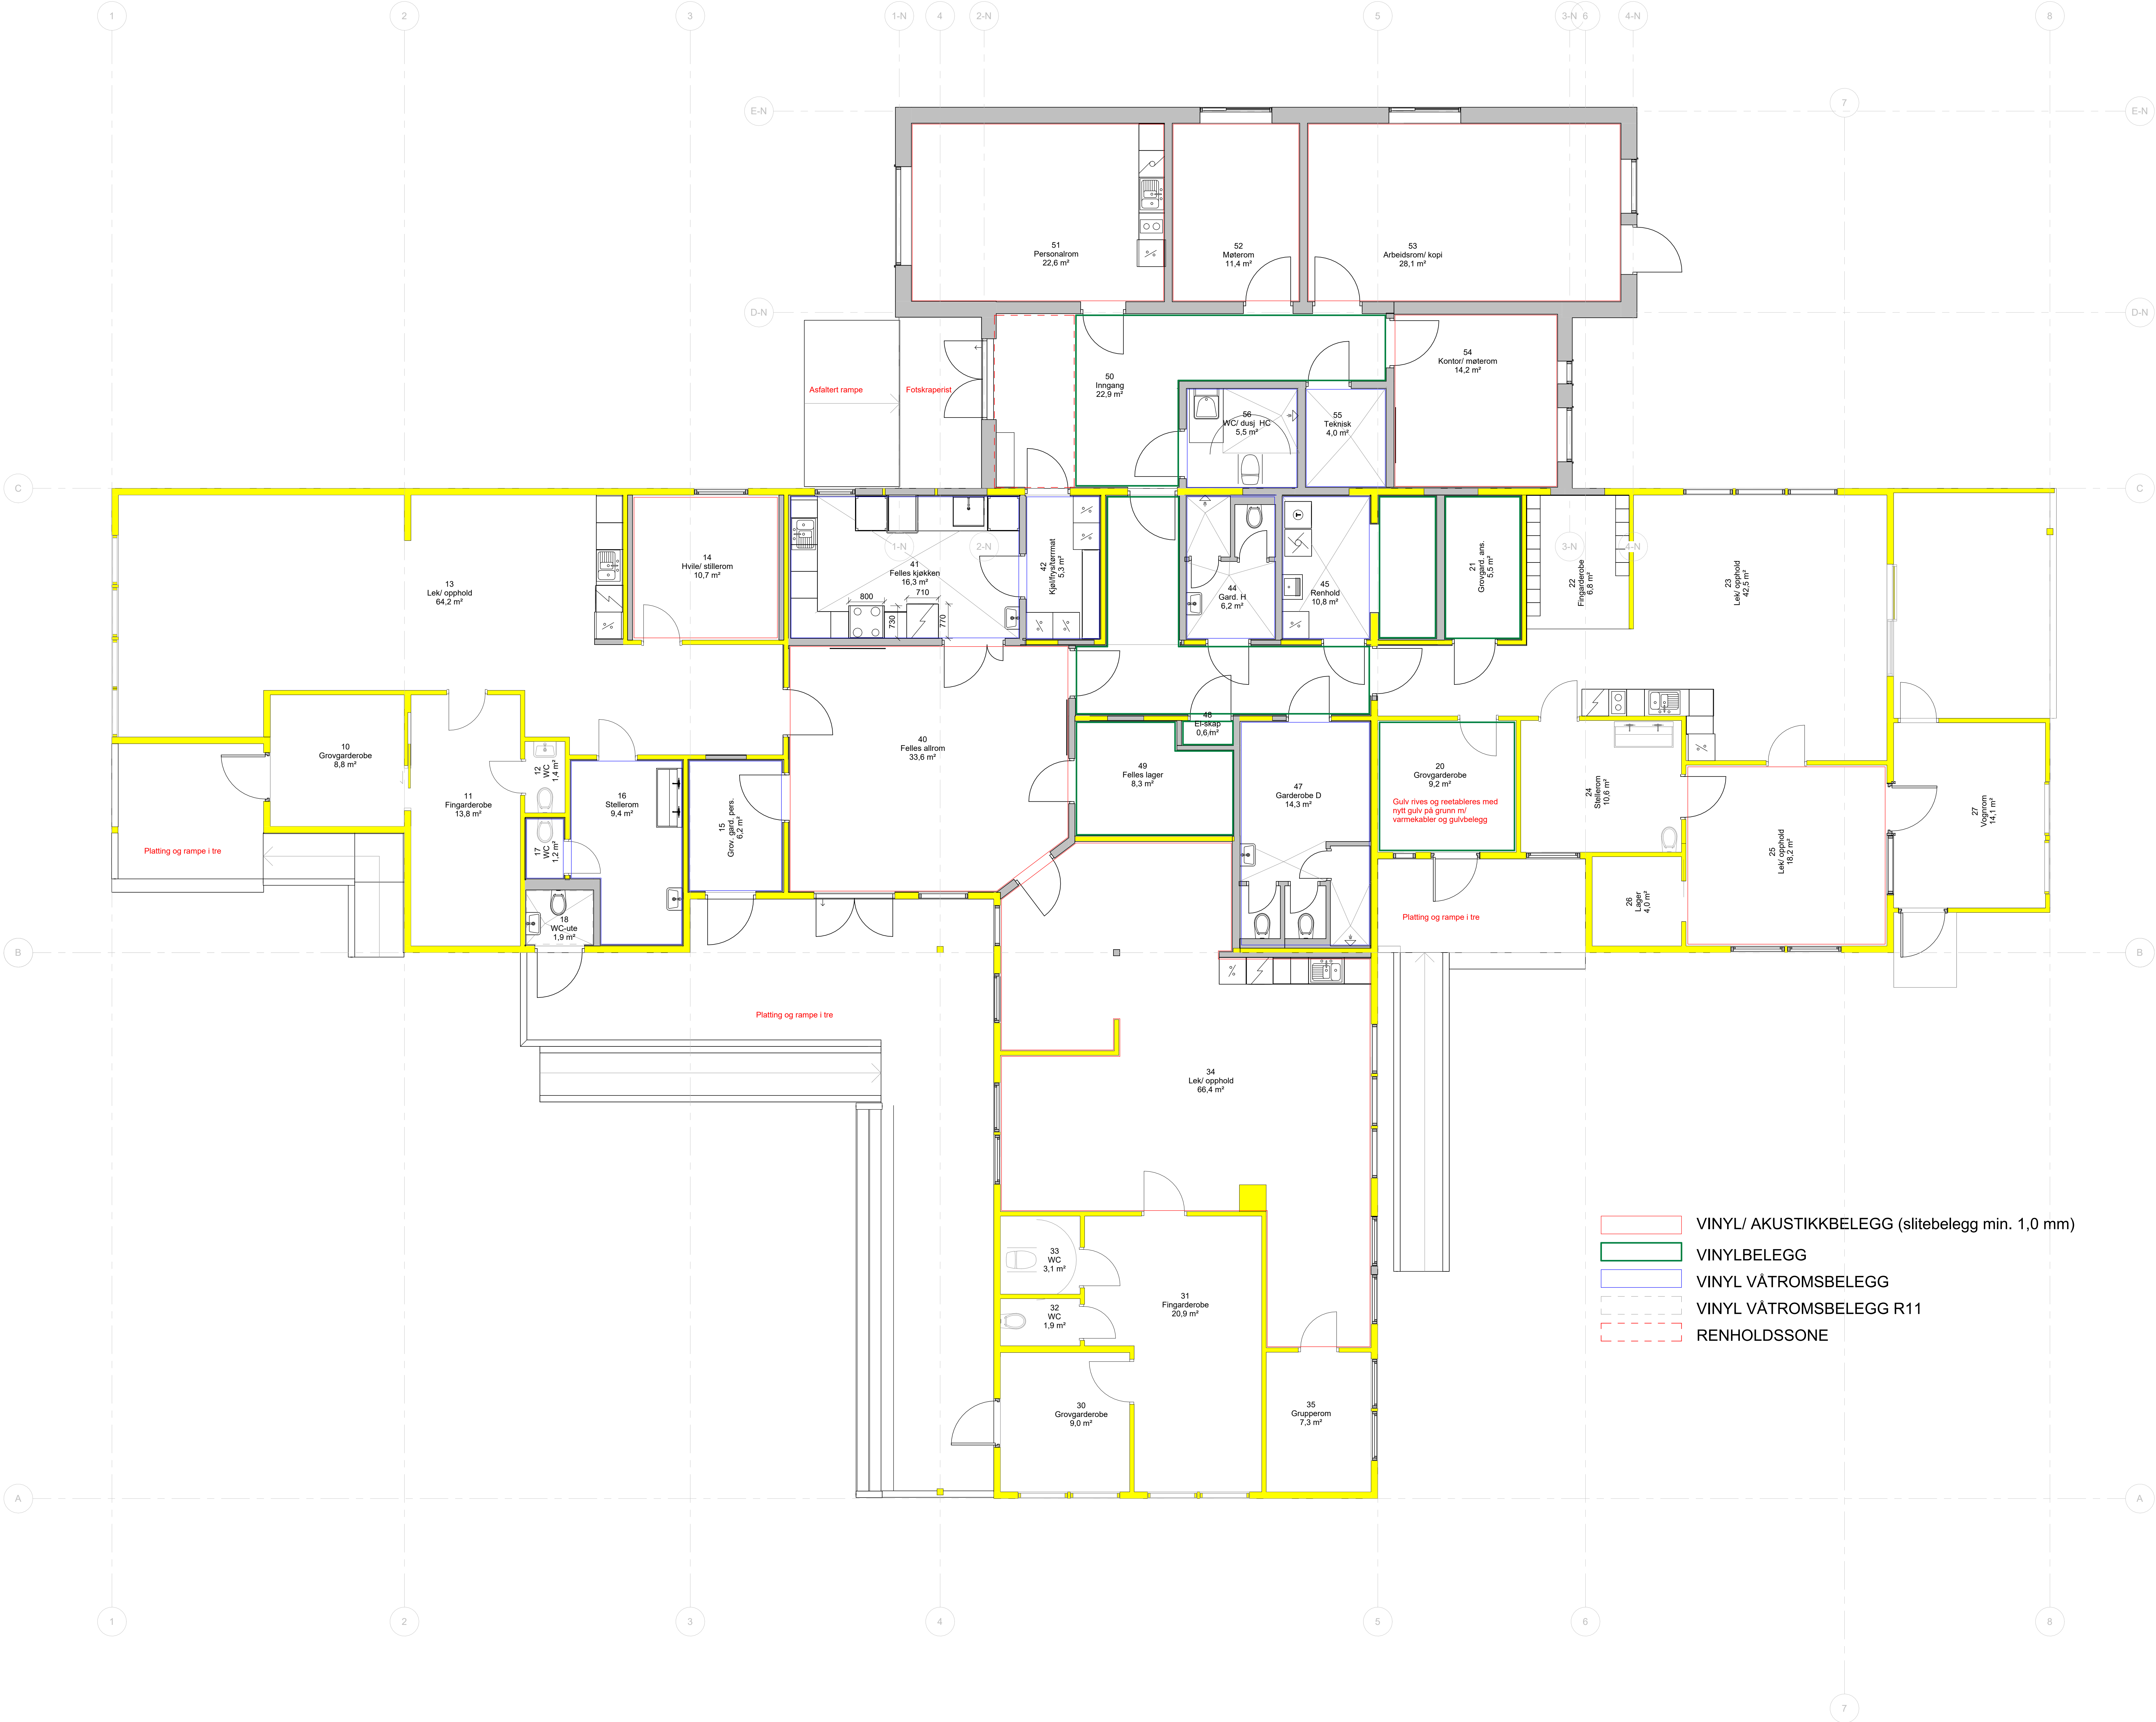 1
2
3
1-N
4
2-N
5
3-N
6
4-N
8
7
E-N
E-N
51
Personalrom
22,6 m²
52
Møterom
11,4 m²
53
Arbeidsrom/ kopi
28,1 m²
D-N
D-N
54
Kontor/ møterom
14,2 m²
50
Inngang
22,9 m²
Asfaltert rampe
Fotskraperist
56
WC/ dusj HC
5,5 m²
55
Teknisk
4,0 m²
C
C
1-N
2-N
3-N
4-N
14
Hvile/ stillerom
10,7 m²
41
Felles kjøkken
16,3 m²
800
710
730
770
42
Kjøl/frys/tørrmat
5,3 m²
44
Gard. H
6,2 m²
45
Renhold
10,8 m²
21
Grovgard. ans.
5,5 m²
22
Fingarderobe
6,8 m²
23
Lek/ opphold
42,5 m²
13
Lek/ opphold
64,2 m²
10
Grovgarderobe
8,8 m²
11
Fingarderobe
13,8 m²
12
WC
1,4 m²
16
Stellerom
9,4 m²
17
WC
1,2 m²
18
WC-ute
1,9 m²
15
Grov. gard. pers.
6,2 m²
40
Felles allrom
33,6 m²
48
El-skap
0,6 m²
49
Felles lager
8,3 m²
47
Garderobe D
14,3 m²
20
Grovgarderobe
9,2 m²
Gulv rives og reetableres med
nytt gulv på grunn m/
varmekabler og gulvbelegg
24
Stellerom
10,6 m²
25
Lek/ opphold
18,2 m²
26
Lager
4,0 m²
27
Vognrom
14,1 m²
Platting og rampe i tre
Platting og rampe i tre
B
B
Platting og rampe i tre
34
Lek/ opphold
66,4 m²
33
WC
3,1 m²
32
WC
1,9 m²
31
Fingarderobe
20,9 m²
30
Grovgarderobe
9,0 m²
35
Grupperom
7,3 m²
VINYL/ AKUSTIKKBELEGG (slitebelegg min. 1,0 mm)
VINYLBELEGG
VINYL VÅTROMSBELEGG
VINYL VÅTROMSBELEGG R11
RENHOLDSSONE
A
A
1
2
3
4
5
6
8
7